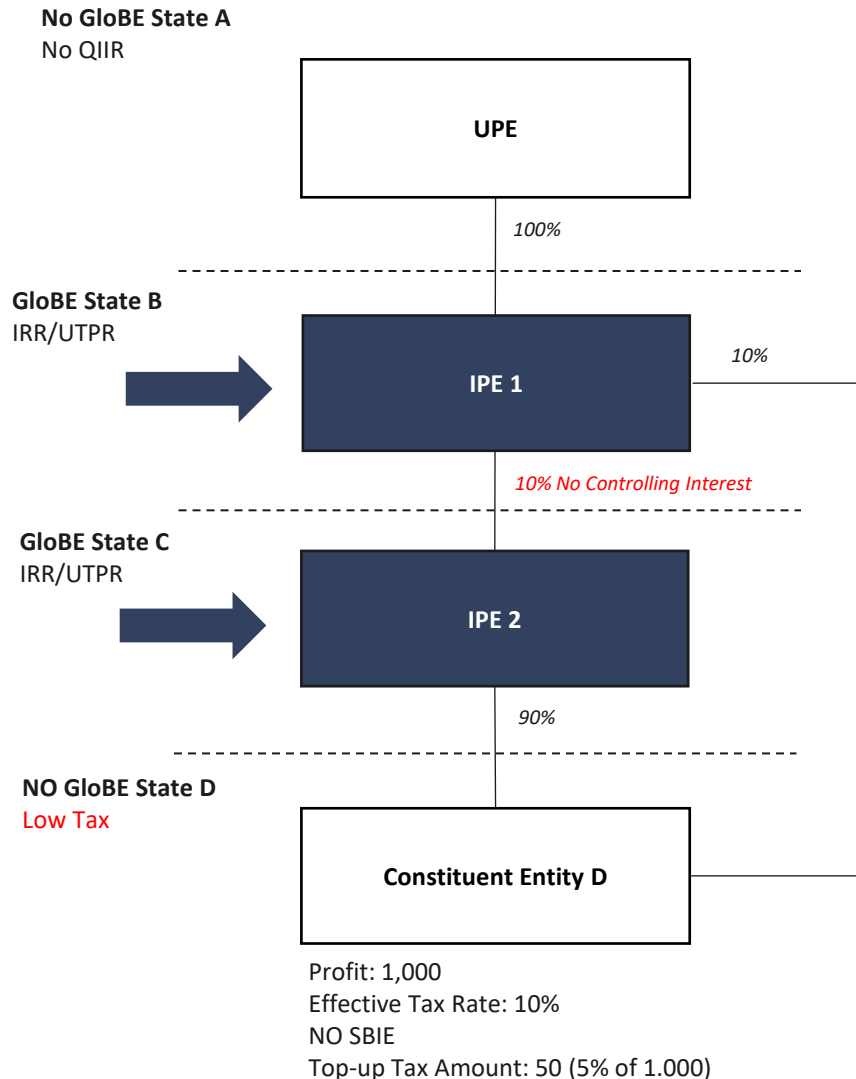 No GloBE State A
No QIIR
UPE
100%
GloBE State B
IRR/UTPR
IPE 1
10%
10% No Controlling Interest
GloBE State C
IRR/UTPR
IPE 2
90%
NO GloBE State D
Low Tax
Constituent Entity D
Profit: 1,000
Effective Tax Rate: 10%
NO SBIE
Top-up Tax Amount: 50 (5% of 1.000)